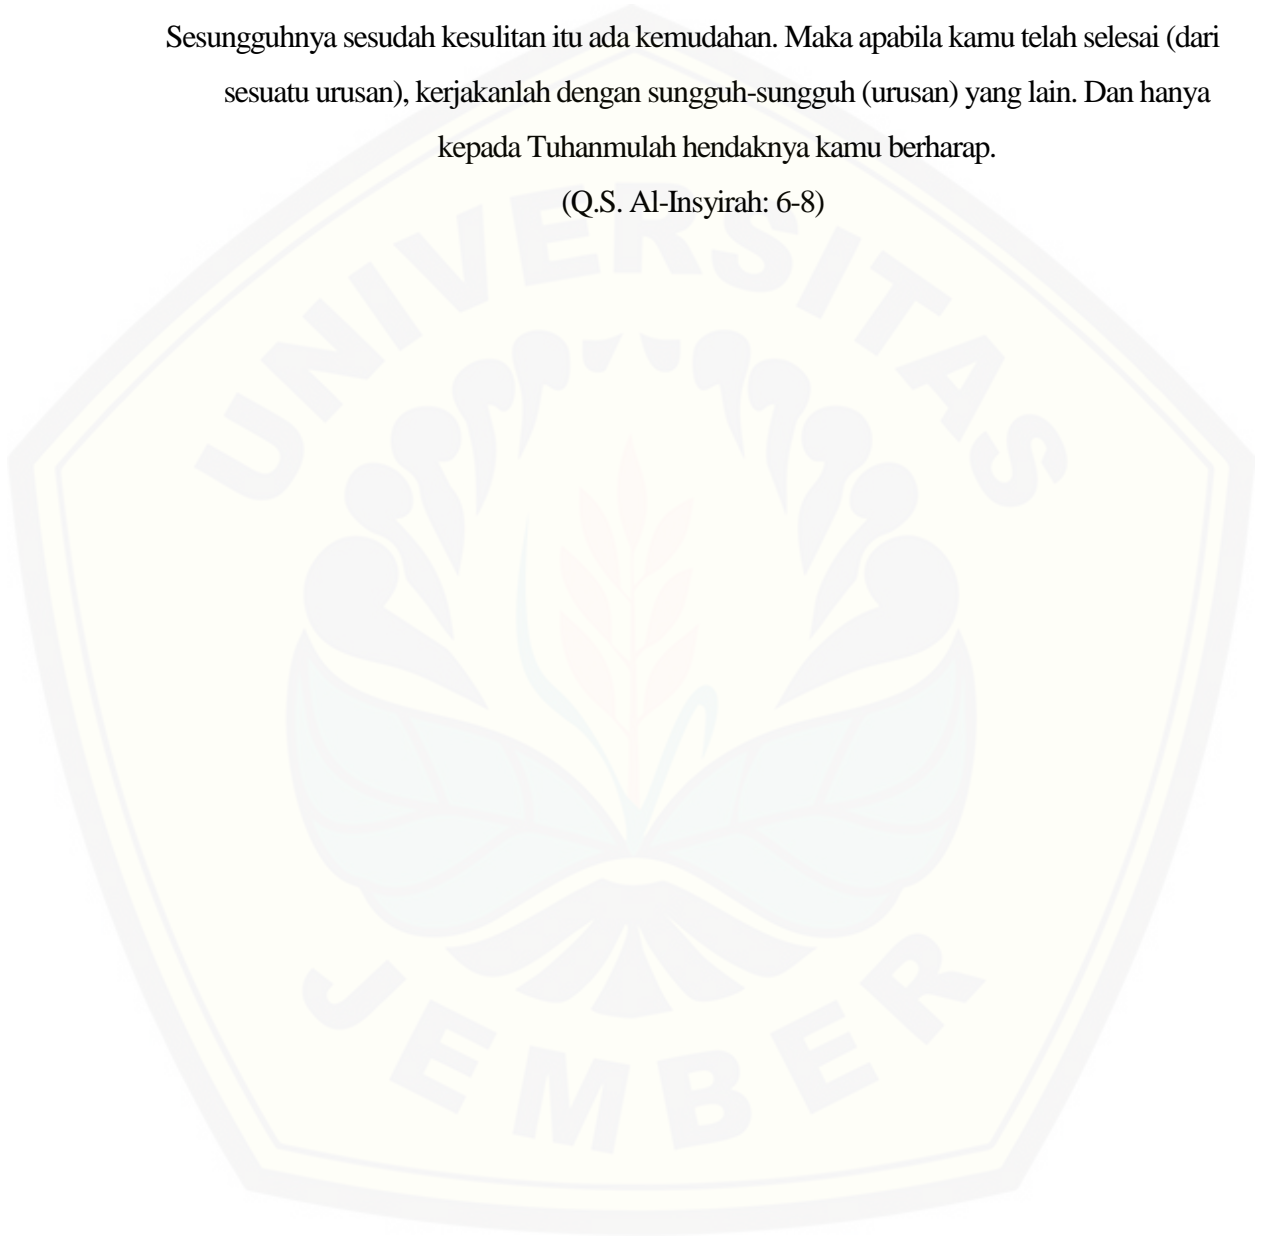 Sesungguhnya sesudah kesulitan itu ada kemudahan. Maka apabila kamu telah selesai (dari
sesuatu urusan), kerjakanlah dengan sungguh-sungguh (urusan) yang lain. Dan hanya
kepada Tuhanmulah hendaknya kamu berharap.
(Q.S. Al-Insyirah: 6-8)
UNIVERSITAS
JEMBER